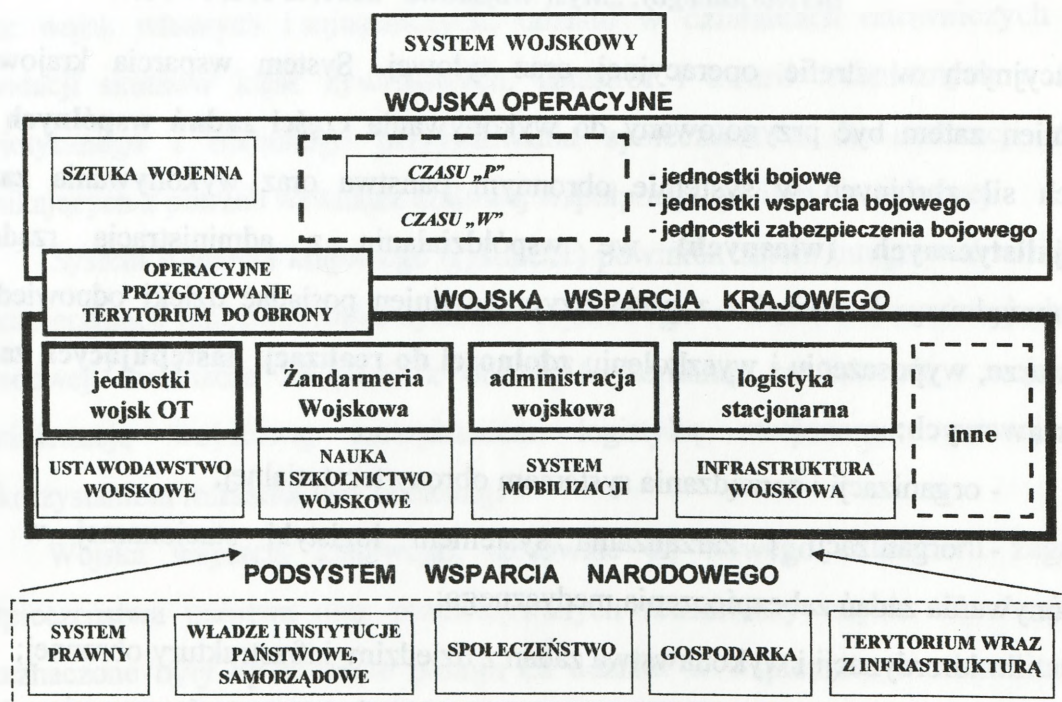 SYSTEM WOJSKOWY
WOJSKA OPERACYJNE
SZTUKA WOJENNA
CZASU „P”
CZASU „W”
- jednostki bojowe
- jednostki wsparcia bojowego
- jednostki zabezpieczenia bojowego
OPERACYJNE
PRZYGOTOWANIE
TERYTORIUM DO OBRONY
WOJSKA WSPARCIA KRAJOWEGO
jednostki
wojsk OT
Żandarmeria
Wojskowa
administracja
wojskowa
logistyka
stacjonarna
inne
USTAWODAWSTWO
WOJSKOWE
NAUKA
I SZKOLNICTWO
WOJSKOWE
SYSTEM
MOBILIZACJI
INFRASTRUKTURA
WOJSKOWA
PODSYSTEM WSPARCIA NARODOWEGO
SYSTEM
PRAWNY
WŁADZE I INSTYTUCJE
PAŃSTWOWE,
SAMORZĄDOWE
SPOŁECZEŃSTWO
GOSPODARKA
TERYTORIUM WRAZ
Z INFRASTRUKTURĄ